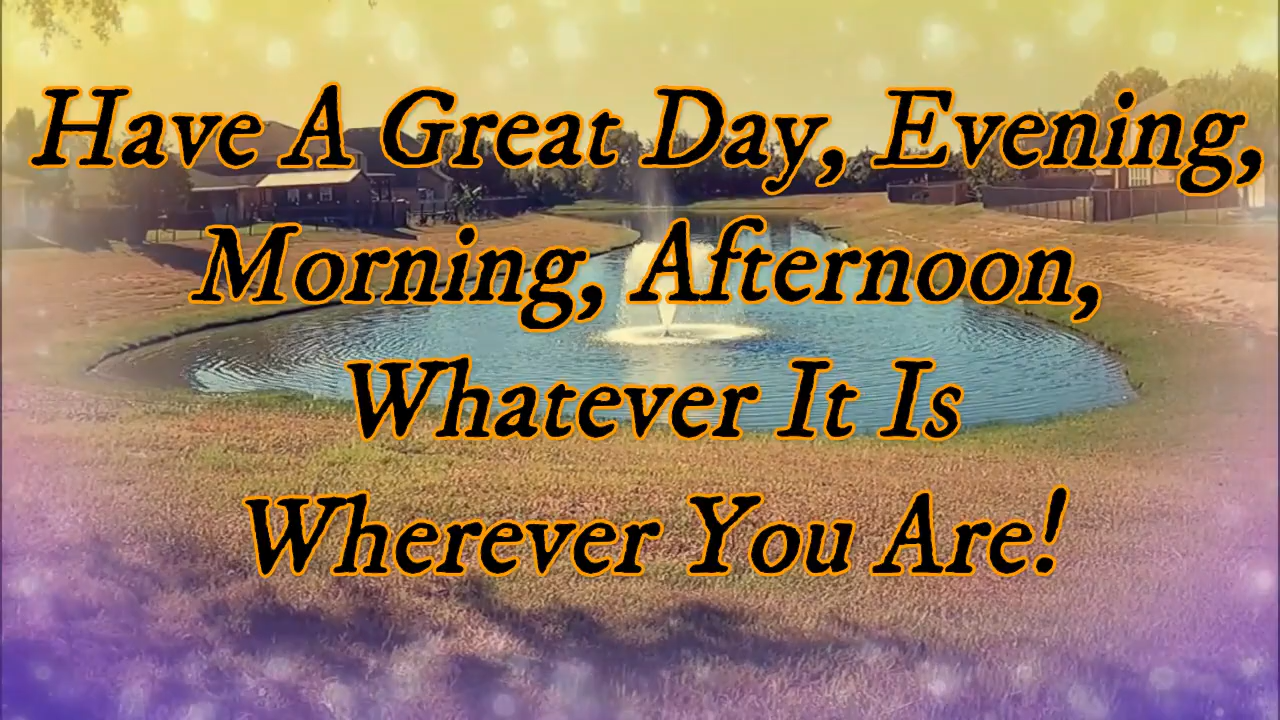 Have A Great Day, Evening,
Morning, Afternoon,
Whatever It Is
Wherever You Are!